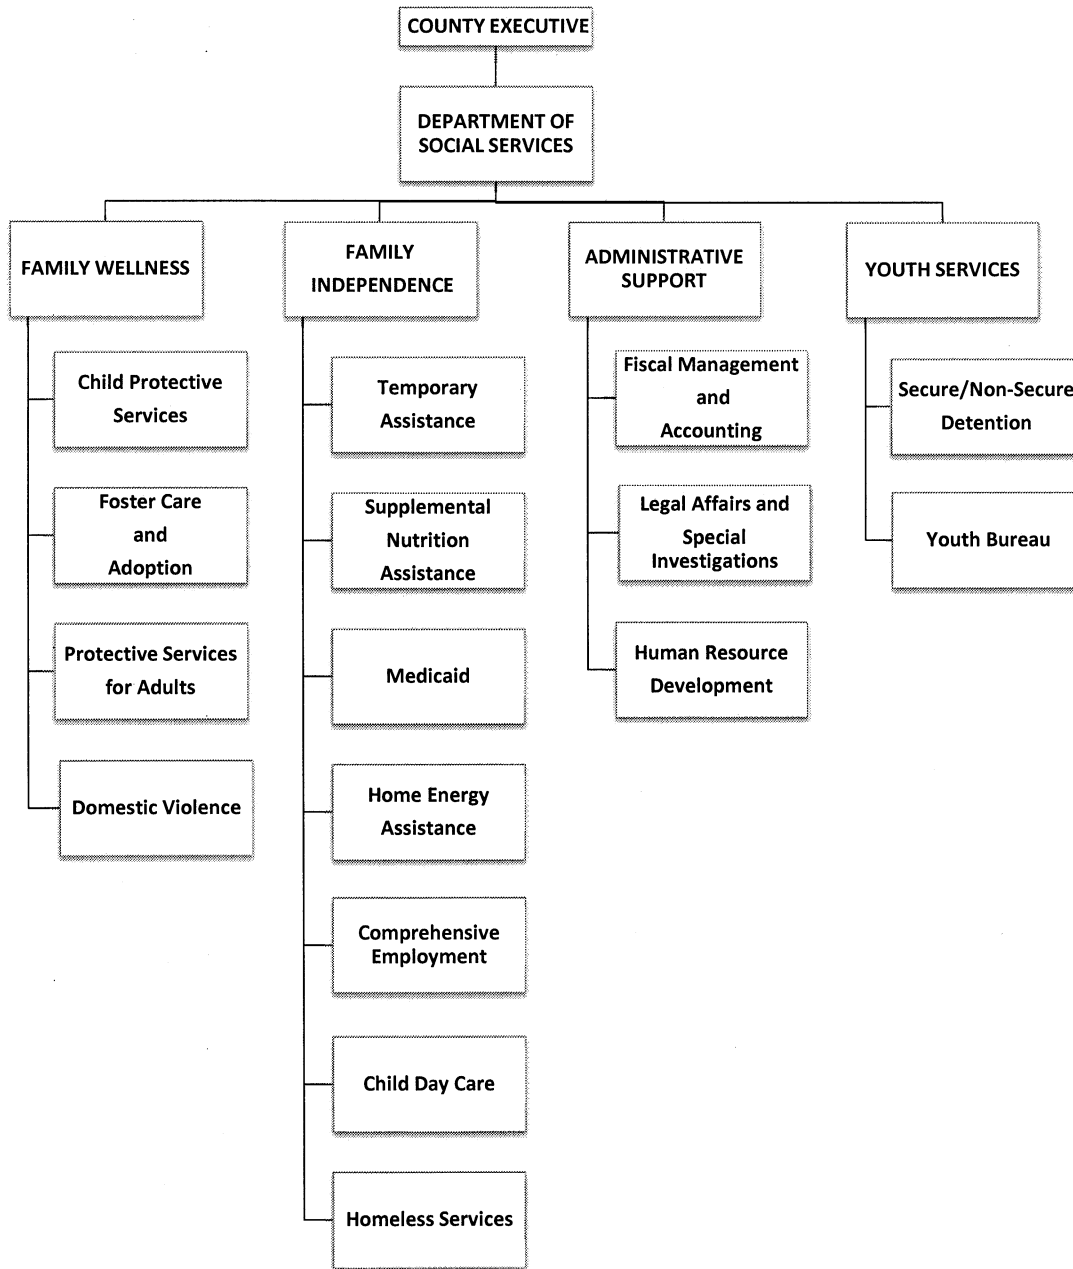 COUNTY EXECUTIVE
DEPARTMENT OF
SOCIAL SERVICES
FAMILY WELLNESS
Child Protective
Services
Foster Care
and
Adoption
Protective Services
for Adults
Domestic Violence
FAMILY
INDEPENDENCE
Temporary
Assistance
Supplemental
Nutrition
Assistance
Medicaid
Home Energy
Assistance
Comprehensive
Employment
Child Day Care
Homeless Services
ADMINISTRATIVE
SUPPORT
Fiscal Management
and
Accounting
Legal Affairs and
Special
Investigations
Human Resource
Development
YOUTH SERVICES
Secure/Non-Secure
Detention
Youth Bureau